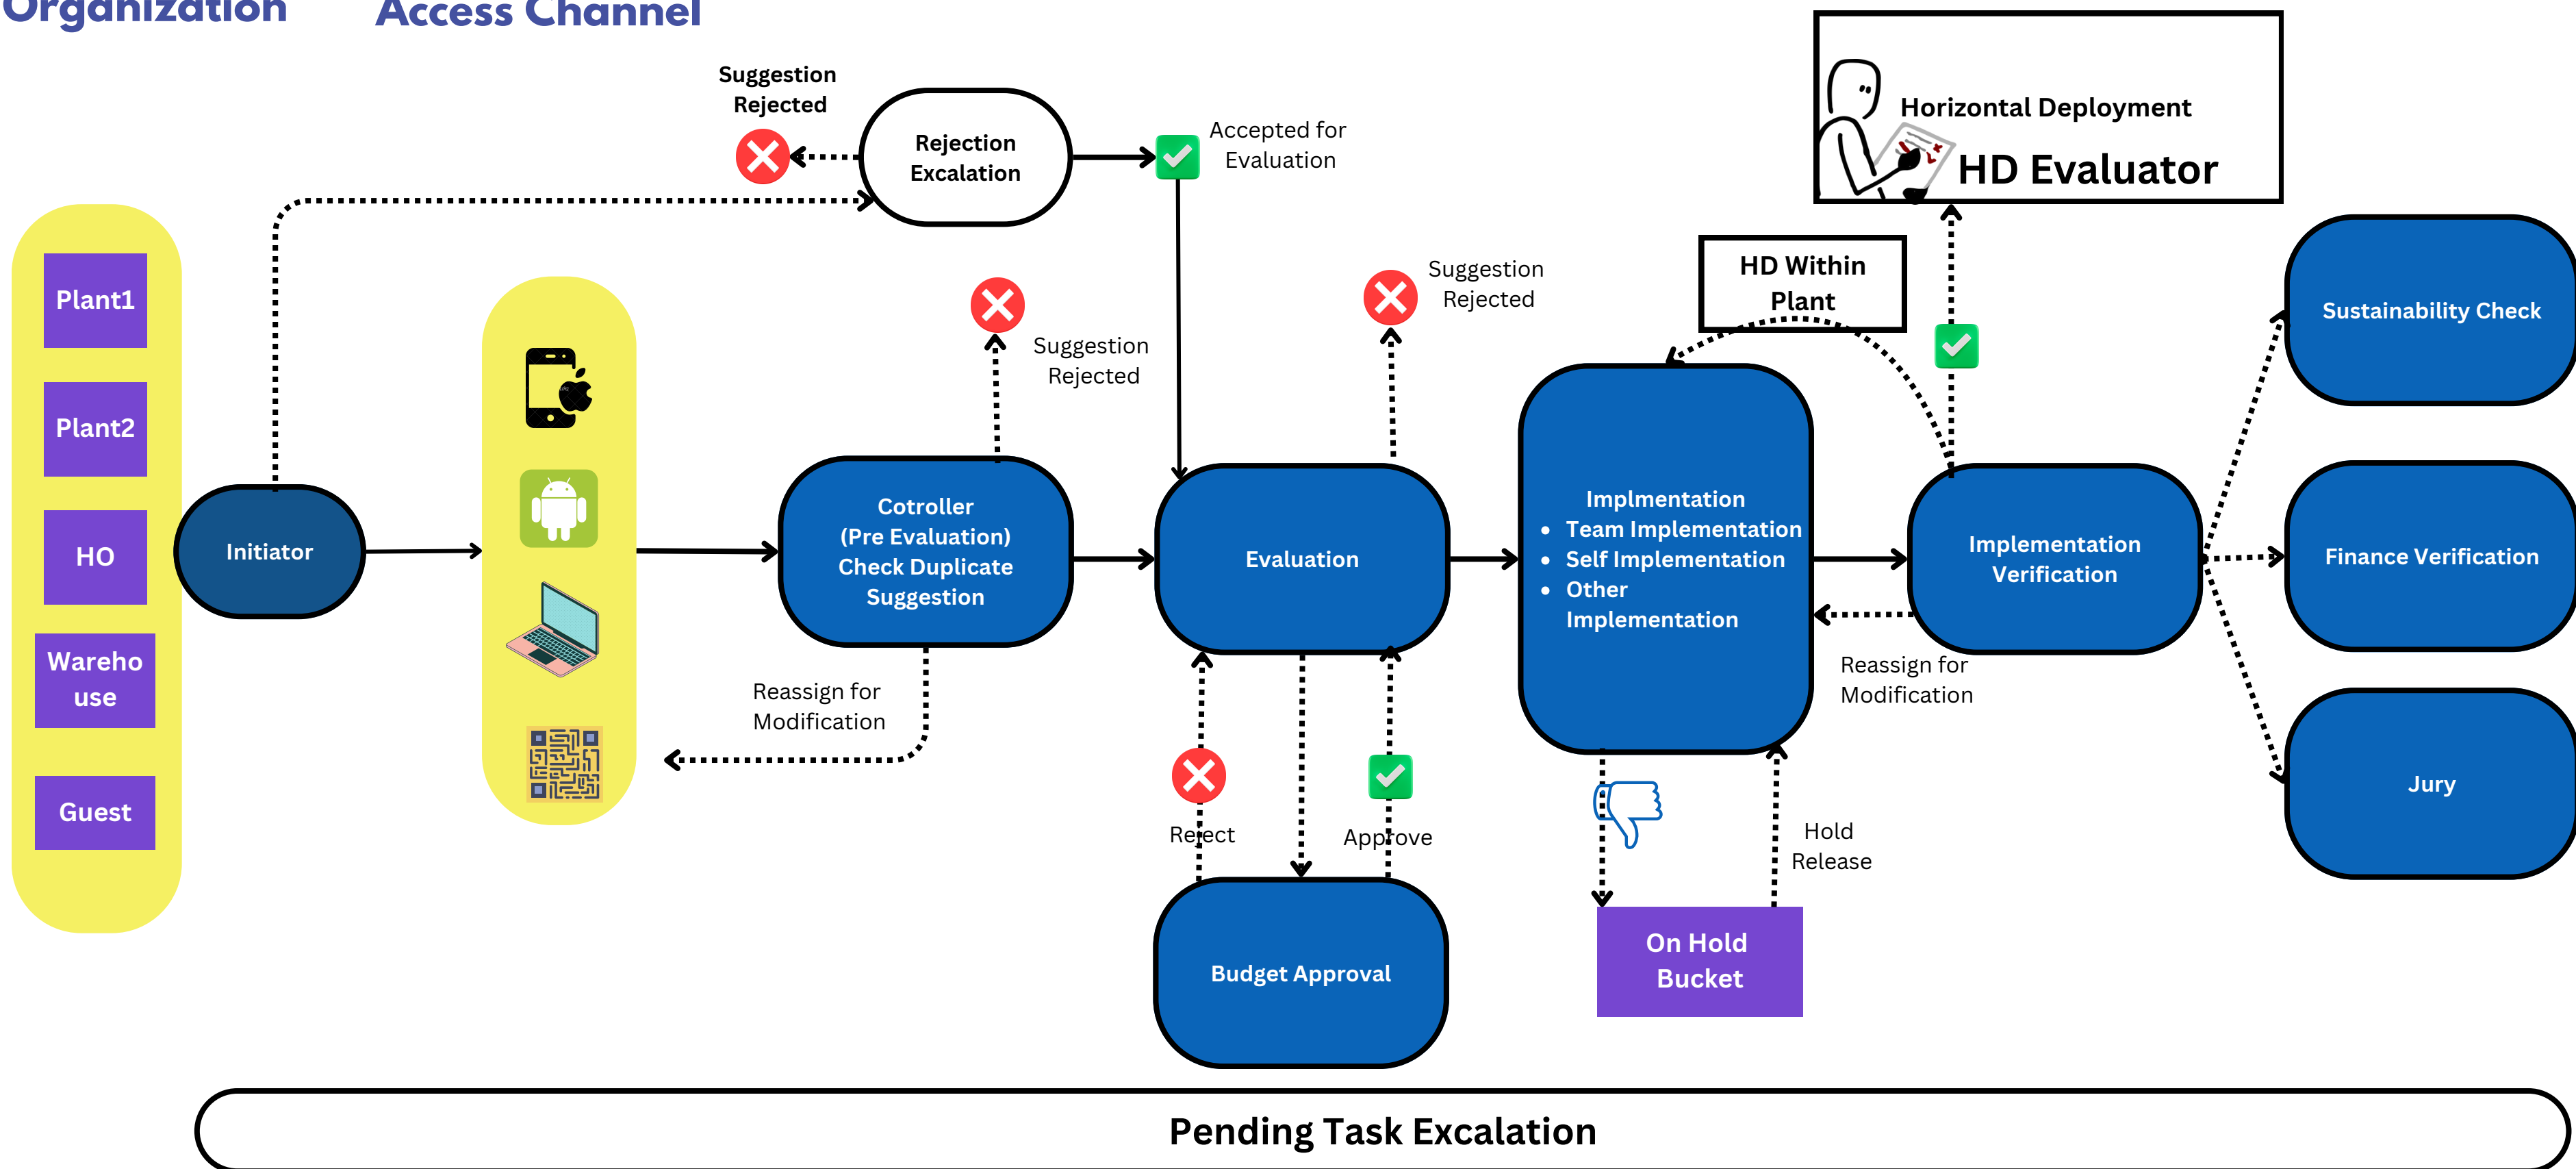 Organization
Access Channel
Suggestion
Rejected
Rejection
Excalation
Accepted for
Evaluation
Horizontal Deployment
HD Evaluator
Plant1
Plant2
HO
Wareho
use
Guest
Initiator
Suggestion
Rejected
Suggestion
Rejected
HD Within
Plant
Cotroller
(Pre Evaluation)
Check Duplicate
Suggestion
Evaluation
Implmentation
• Team Implementation
• Self Implementation
• Other
Implementation
Implementation
Verification
Sustainability Check
Finance Verification
Jury
Reassign for
Modification
Reassign for
Modification
Reject
Approve
Hold
Release
Budget Approval
On Hold
Bucket
Pending Task Excalation